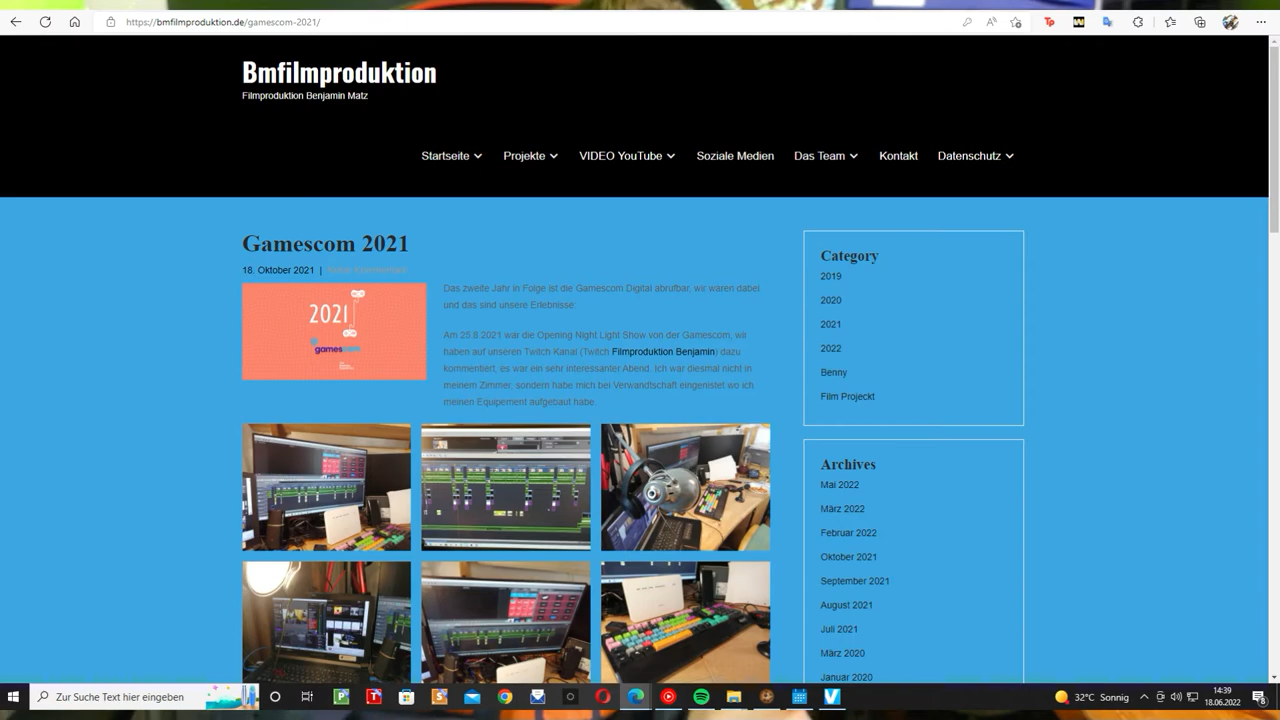 https://bmfilmproduktion.de/gamescom-2021/
Bmfilmproduktion
Filmproduktion Benjamin Matz
Startseite
Projekte
VIDEO YouTube
Soziale Medien
Das Team
Kontakt
Datenschutz
Gamescom 2021
18. Oktober 2021 |
2021
gamescom
Das zweite Jahr in Folge ist die Gamescom Digital abrufbar, wir waren dabei
und das sind unsere Erlebnisse:
Am 25.8.2021 war die Opening Night Light Show von der Gamescom, wir
haben auf unseren Twitch Kanal (Twitch Filmproduktion Benjamin) dazu
kommentiert, es war ein sehr interessanter Abend. Ich war diesmal nicht in
meinem Zimmer, sondern habe mich bei Verwandtschaft eingenistet wo ich
meinen Equipement aufgebaut habe.
Category
2019
2020
2021
2022
Benny
Film Projeckt
Archives
Mai 2022
März 2022
Februar 2022
Oktober 2021
September 2021
August 2021
Juli 2021
März 2020
Januar 2020
Zur Suche Text hier eingeben
32°C Sonnig
14:39
18.06.2022
8